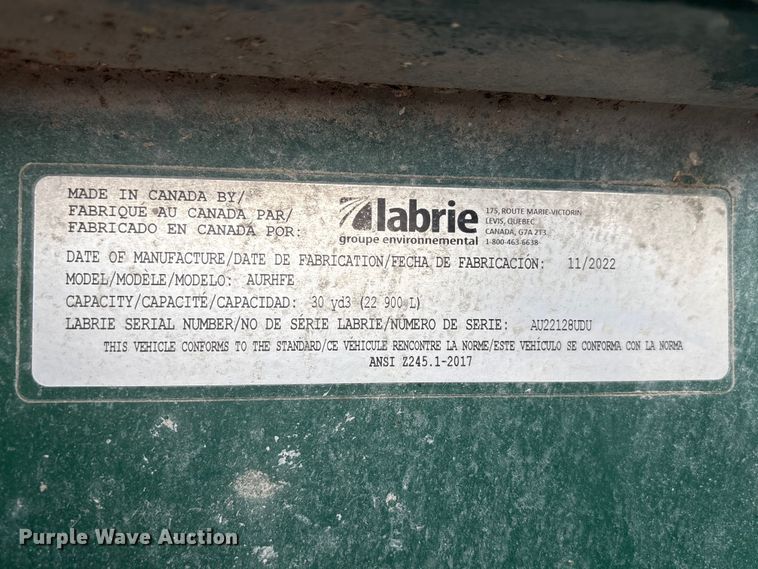 MADE IN CANADA BY/
FABRIQUÉ AU CANADA PAR/
FABRICADO EN CANADA POR:
labrie
groupe environnemental
175, ROUTE MARIE-VICTORIN
LEVIS, QUEBEC
CANADA, G7A 2T3
1-800-463-6638
DATE OF MANUFACTURE/DATE DE FABRICATION/FECHA DE FABRICACIÓN: 11/2022
MODEL/MODÈLE/MODELO: AURHFE
CAPACITY/CAPACITÉ/CAPACIDAD: 30 yd3 (22 900 L)
LABRIE SERIAL NUMBER/NO DE SÉRIE LABRIE/NÚMERO DE SERIE: AU22128UDU
THIS VEHICLE CONFORMS TO THE STANDARD/CE VÉHICULE RENCONTRE LA NORME/ESTE VEHÍCULO SE CONFORMA CON LA NORMA
ANSI Z245.1-2017
Purple Wave Auction®